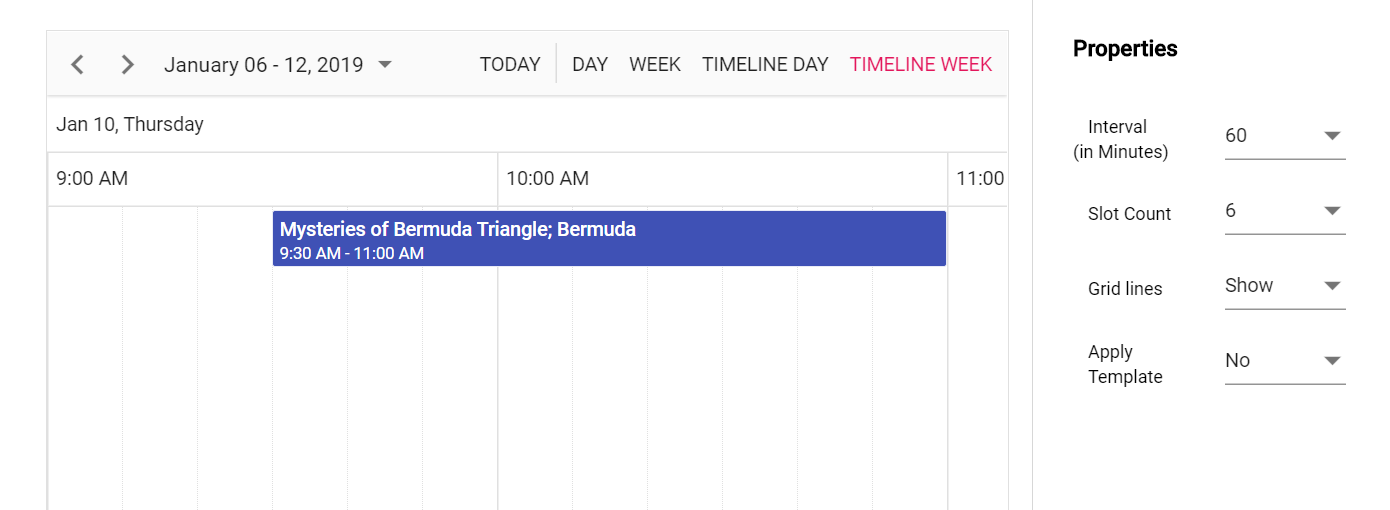 January 06 - 12, 2019 TODAY DAY WEEK TIMELINE DAY TIMELINE WEEK
Jan 10, Thursday
9:00 AM 10:00 AM 11:00
Mysteries of Bermuda Triangle; Bermuda
9:30 AM - 11:00 AM
Properties
Interval
(in Minutes) 60
Slot Count 6
Grid lines Show
Apply
Template No